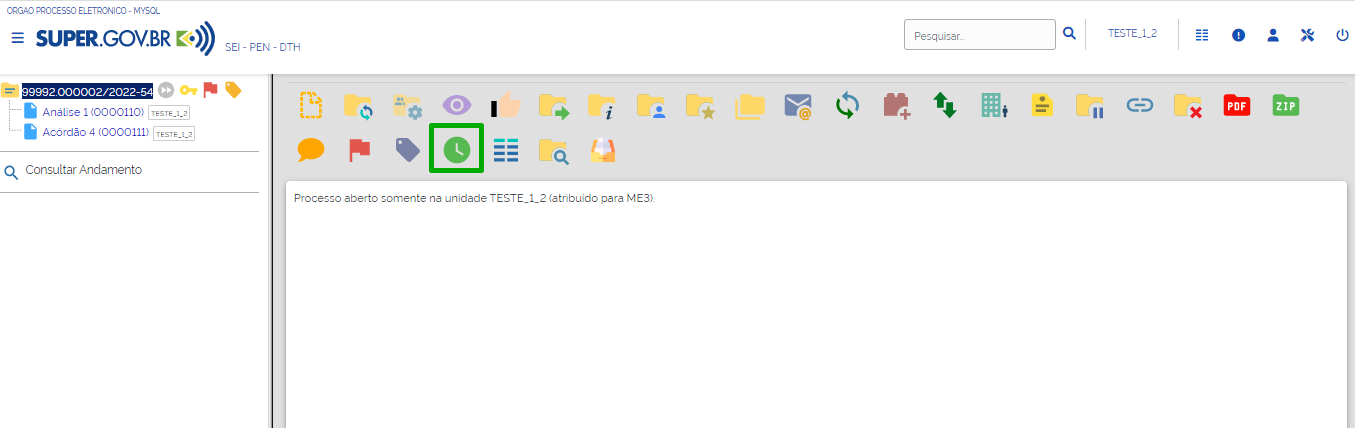 ORGAO PROCESSO ELETRONICO - MYSQL
SUPER.GOV.BR
SEI - PEN - DTH
Pesquisar...
TESTE_1_2
99992.000002/2022-54
Análise 1 (0000110) TESTE_1_2
Acórdão 4 (0000111) TESTE_1_2
Consultar Andamento
PDF
ZIP
Processo aberto somente na unidade TESTE_1_2 (atribuído para ME3).